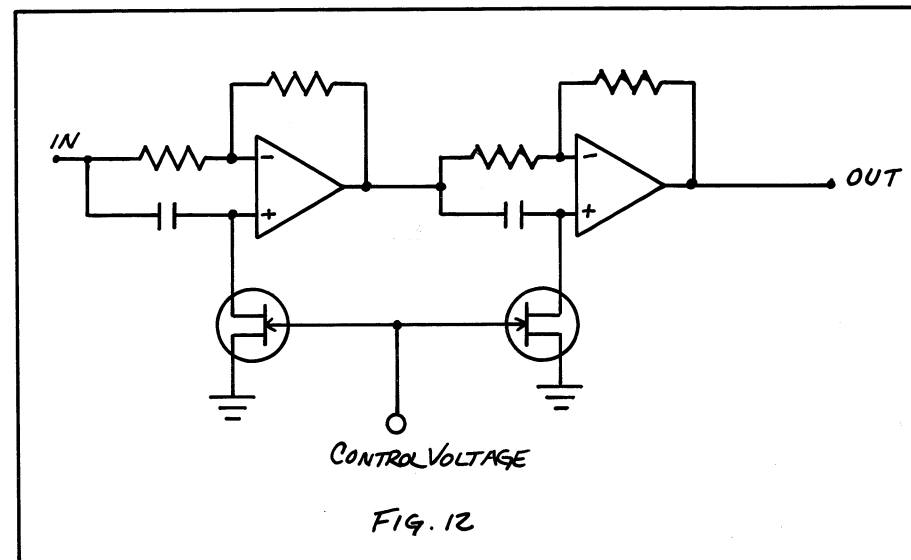 IN
-
+
-
+
OUT
CONTROL VOLTAGE
FIG. 12